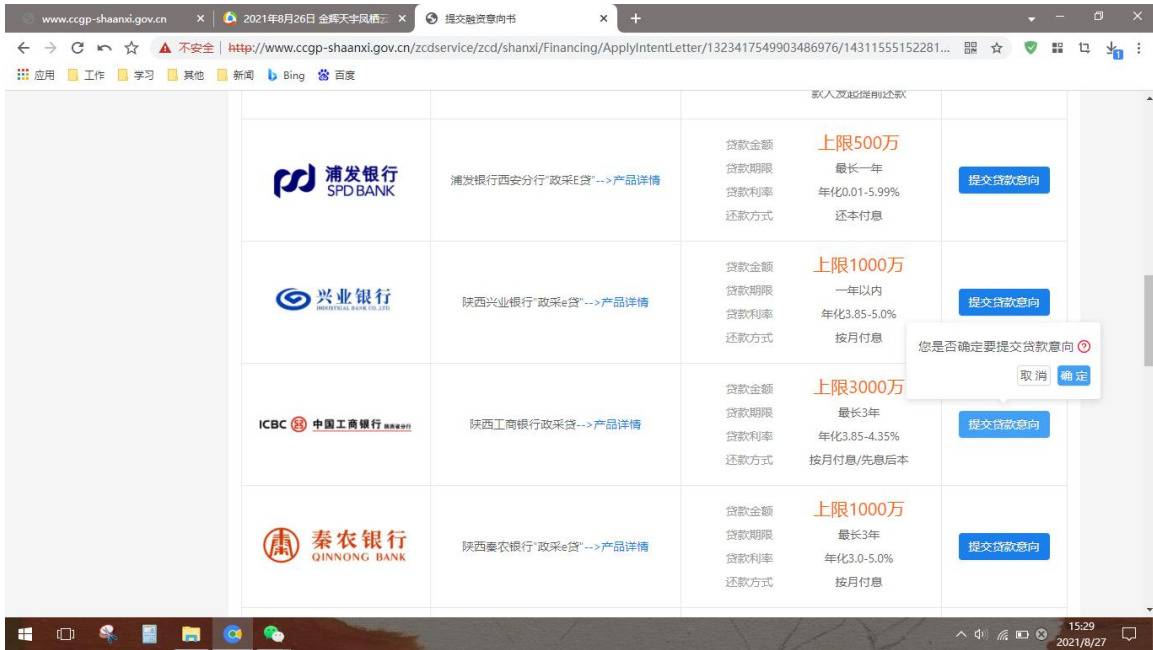 www.ccgp-shaanxi.gov.cn
2021年8月26日 金辉天宇凤栖云
提交融资意向书
不安全
http://www.ccgp-shaanxi.gov.cn/zcdservice/zcd/shanxi/Financing/ApplyIntentLetter/1323417549903486976/14311555152281...
应用 工作 学习 其他 新闻 Bing 百度
款人发起提前还款
浦发银行
SPD BANK
浦发银行西安分行"政采E贷"-->产品详情
贷款金额 上限500万
贷款期限 最长一年
贷款利率 年化0.01-5.99%
还款方式 还本付息
提交贷款意向
兴业银行
INDUSTRIAL BANK CO.,LTD
陕西兴业银行"政采e贷"-->产品详情
贷款金额 上限1000万
贷款期限 一年以内
贷款利率 年化3.85-5.0%
还款方式 按月付息
提交贷款意向
您是否确定要提交贷款意向?
取消 确定
ICBC 中国工商银行
陕西工商银行政采贷-->产品详情
贷款金额 上限3000万
贷款期限 最长3年
贷款利率 年化3.85-4.35%
还款方式 按月付息/先息后本
提交贷款意向
秦农银行
QINNONG BANK
陕西秦农银行"政采e贷"-->产品详情
贷款金额 上限1000万
贷款期限 最长3年
贷款利率 年化3.0-5.0%
还款方式 按月付息
提交贷款意向
15:29
2021/8/27